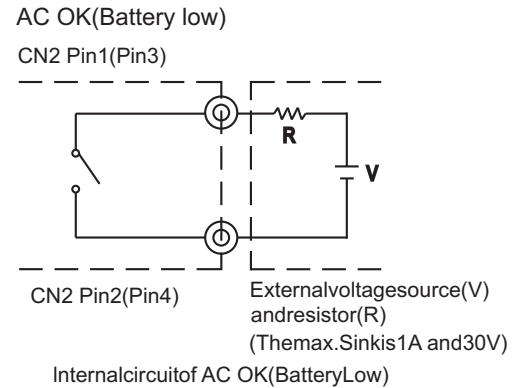 AC OK(Battery low)
CN2 Pin1(Pin3)
R
V
CN2 Pin2(Pin4)
Externalvoltagesource(V)
andresistor(R)
(Themax.Sinkis1A and30V)
Internalcircuitof AC OK(BatteryLow)